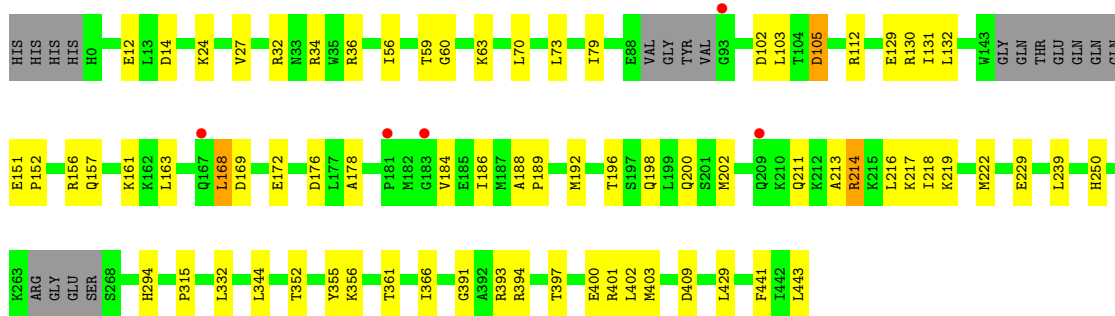 HIS HIS HIS HIS HIS H0 E12 L13 D14 K24 V27 R32 N33 R34 W35 R36 I56 T59 G60 K63 L70 L73 I79 E88 VAL GLY TYR VAL G93 D102 L103 T104 D105 R112 E129 R130 I131 L132 W143 GLY GLN THR GLU GLN GLN GLN
E151 P152 R156 Q157 K161 K162 L163 Q167 L168 D169 E172 D176 L177 A178 P181 M182 G183 V184 E185 I186 M187 A188 P189 M192 T196 S197 Q198 L199 Q200 S201 M202 Q209 K210 Q211 K212 A213 R214 K215 L216 K217 I218 K219 M222 E229 L239 H250
K263 ARG GLY GLU SER S268 H294 P315 L332 L344 T352 Y355 K356 T361 I366 G391 A392 R393 R394 T397 E400 R401 L402 M403 D409 L429 F441 I442 L443